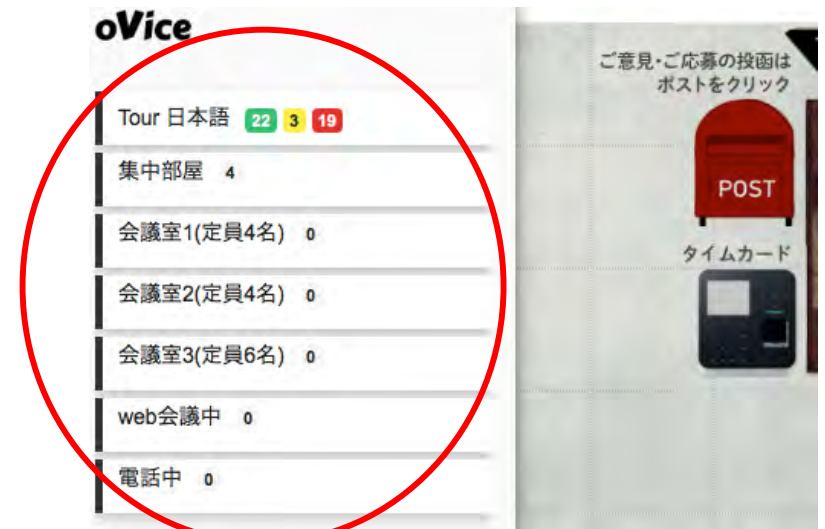 oVice
Tour 日本語 22 3 19
集中部屋 4
会議室1(定員4名) 0
会議室2(定員4名) 0
会議室3(定員6名) 0
web会議中 0
電話中 0
ご意見・ご応募の投函は
ポストをクリック
POST
タイムカード